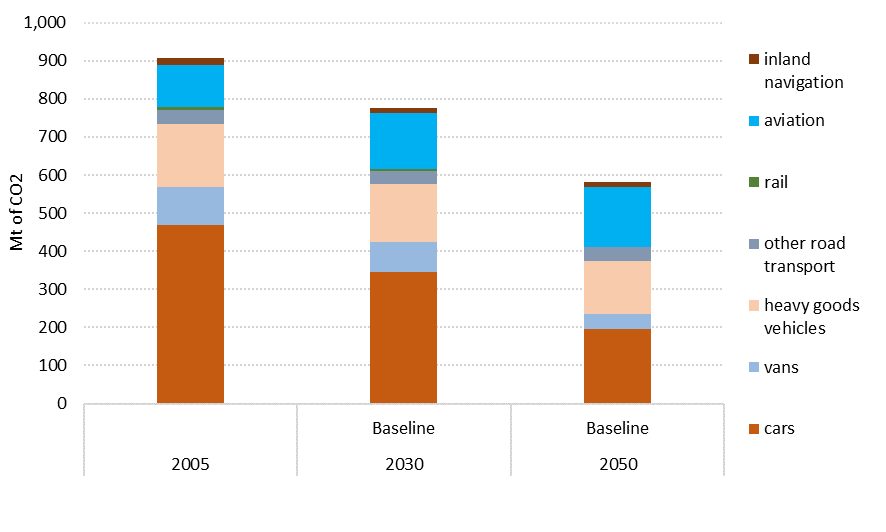 1,000
900
800
700
600
500
400
300
200
100
0
Mt of CO2
Baseline
Baseline
2005
2030
2050
inland
navigation
aviation
rail
other road
transport
heavy goods
vehicles
vans
cars